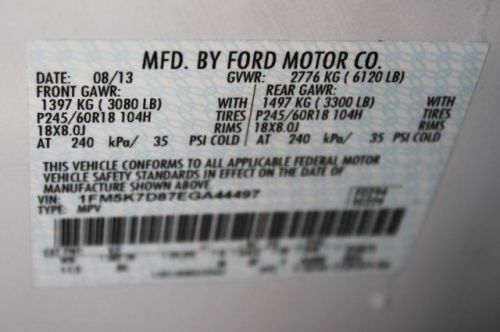 MFD. BY FORD MOTOR CO.
DATE: 08/13 GVWR: 2776 KG ( 6120 LB)
FRONT GAWR: REAR GAWR:
1397 KG ( 3080 LB) WITH 1497 KG ( 3300 LB) WITH
P245/60R18 104H TIRES P245/60R18 104H TIRES
18X8.0J RIMS 18X8.0J RIMS
AT 240 kPa/ 35 PSI COLD AT 240 kPa/ 35 PSI COLD
THIS VEHICLE CONFORMS TO ALL APPLICABLE FEDERAL MOTOR
VEHICLE SAFETY STANDARDS IN EFFECT ON THE DATE OF
MANUFACTURE SHOWN ABOVE.
VIN: 1FM5K7D87EGA44497
TYPE: MPV